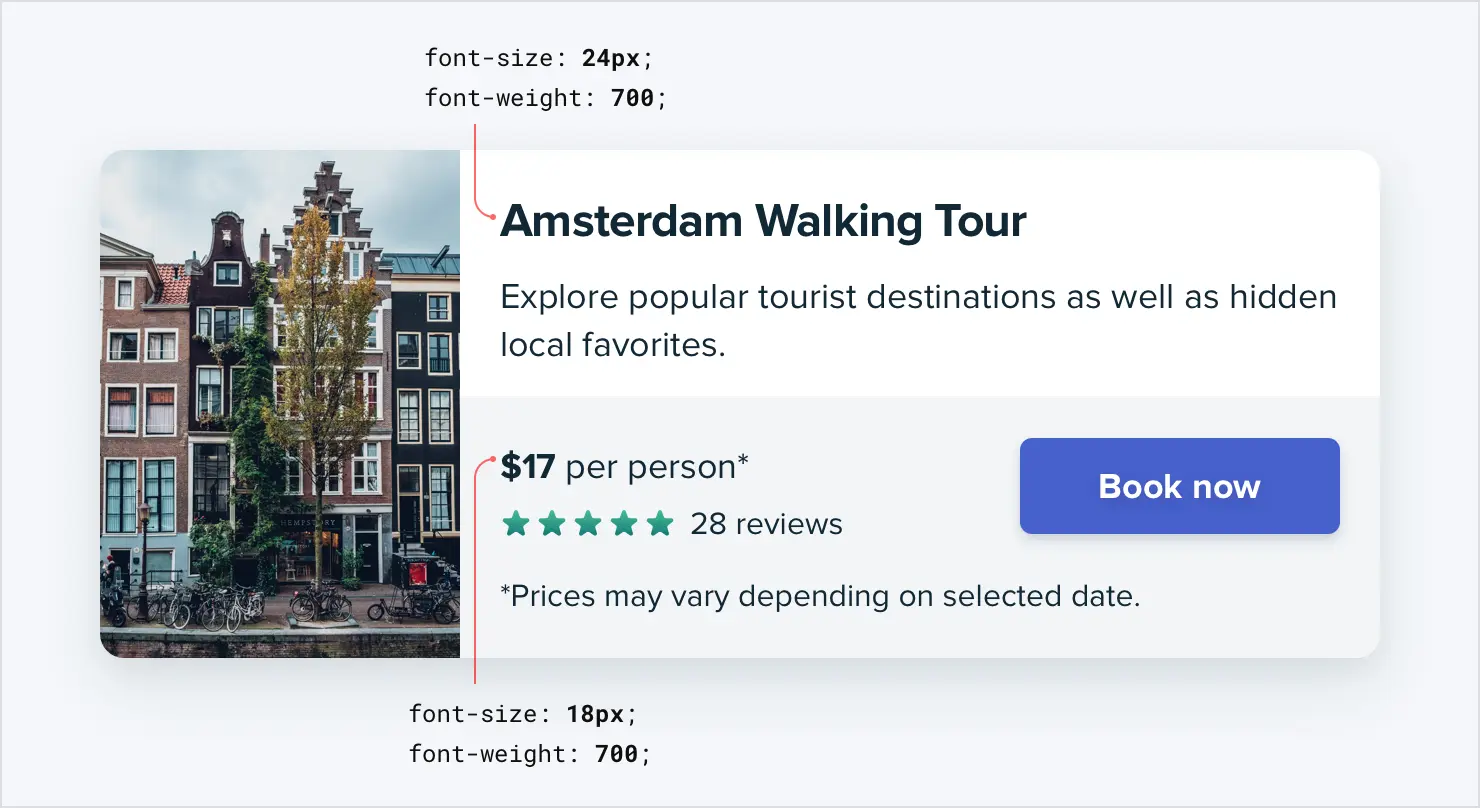 font-size: 24px;
font-weight: 700;
Amsterdam Walking Tour
Explore popular tourist destinations as well as hidden
local favorites.
HEMPSTORY
$17 per person*
Book now
28 reviews
*Prices may vary depending on selected date.
font-size: 18px;
font-weight: 700;